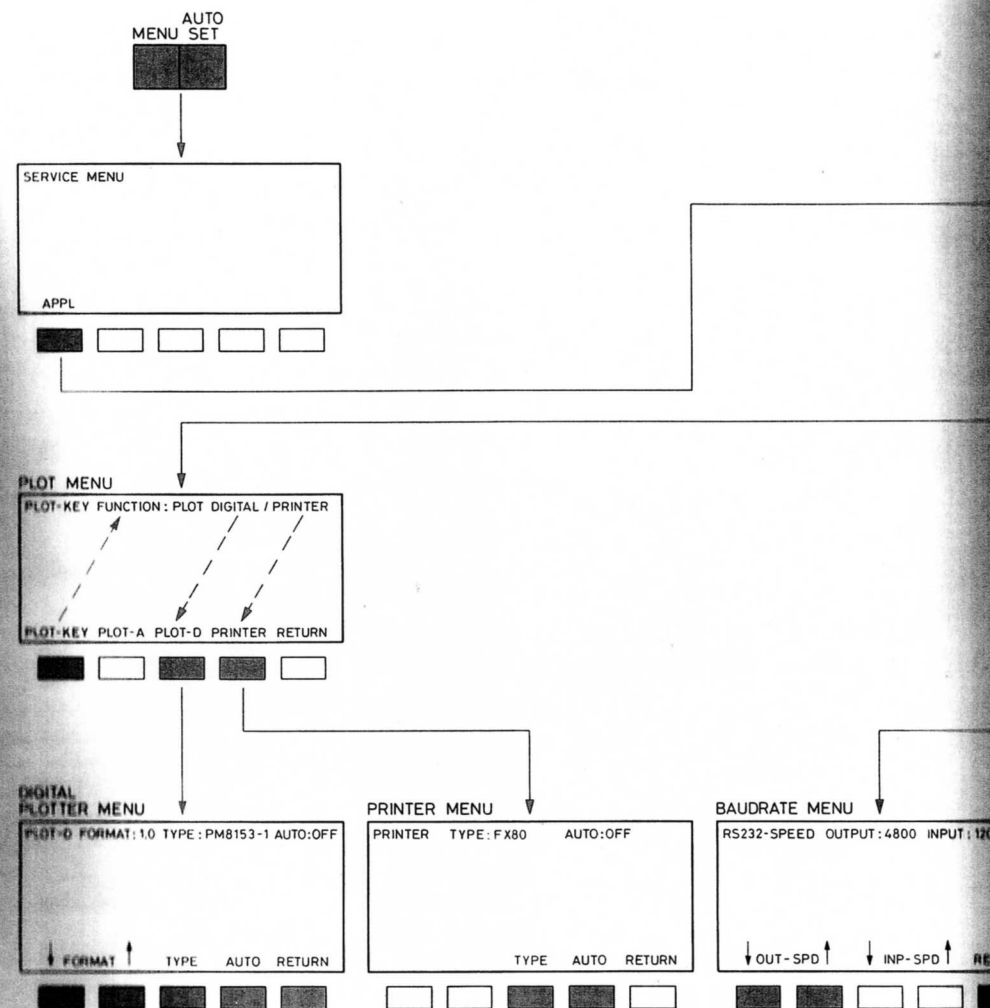 AUTO
MENU SET
SERVICE MENU
APPL
PLOT MENU
PLOT-KEY FUNCTION: PLOT DIGITAL / PRINTER
PLOT-KEY PLOT-A PLOT-D PRINTER RETURN
DIGITAL
PLOTTER MENU
PLOT-D FORMAT: 1.0 TYPE: PM8153-1 AUTO:OFF
↓ FORMAT ↑ TYPE AUTO RETURN
PRINTER MENU
PRINTER TYPE: FX80 AUTO:OFF
TYPE AUTO RETURN
BAUDRATE MENU
RS232-SPEED OUTPUT: 4800 INPUT:
↓ OUT-SPD ↑ ↓ INP-SPD ↑